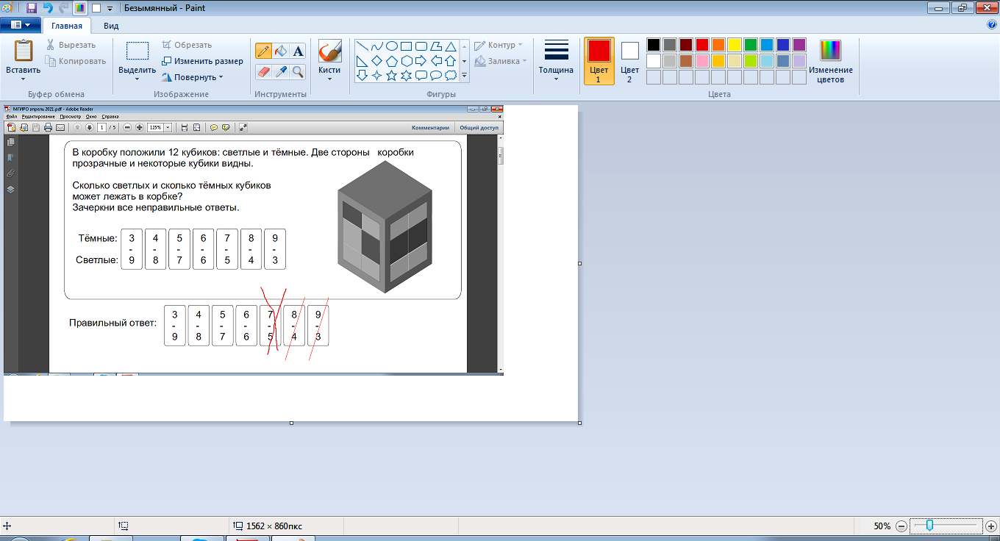 Безымянный - Paint
Главная
Вид
Вставить
Вырезать
Копировать
Буфер обмена
Выделить
Обрезать
Изменить размер
Повернуть
Изображение
A
Инструменты
Кисти
Контур
Заливка
Фигуры
Толщина
Цвет 1
Цвет 2
Изменение цветов
Цвета
МГИРО апрель 2021.pdf - Adobe Reader
Файл Редактирование Просмотр Окно Справка
1 / 5
125%
Комментарии
Общий доступ
В коробку положили 12 кубиков: светлые и тёмные. Две стороны коробки
прозрачные и некоторые кубики видны.
Сколько светлых и сколько тёмных кубиков
может лежать в корбке?
Зачеркни все неправильные ответы.
Тёмные: 3 4 5 6 7 8 9
- - - - - - -
Светлые: 9 8 7 6 5 4 3
Правильный ответ:
3 4 5 6 7 8 9
- - - - - - -
9 8 7 6 5 4 3
1562 × 860пкс
50%